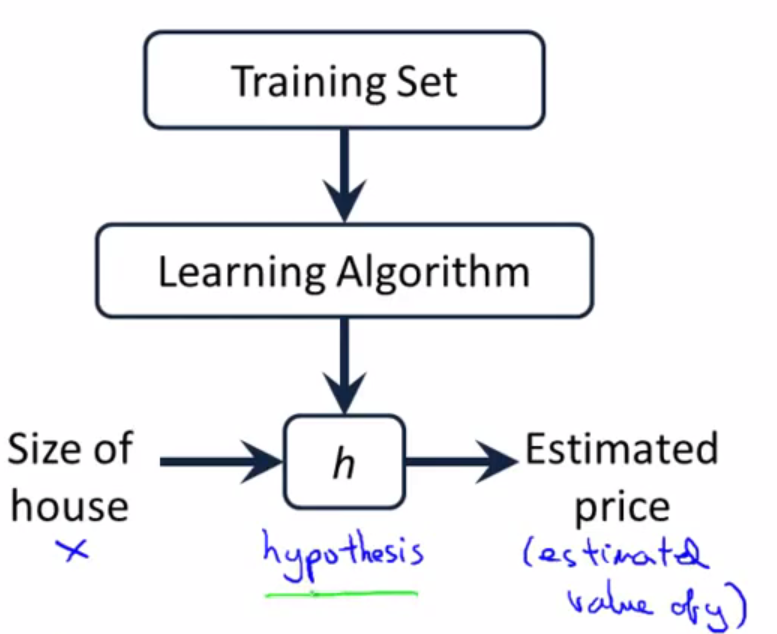 Training Set
Learning Algorithm
Size of
house
x
h
hypothesis
Estimated
price
(estimated
value of y)